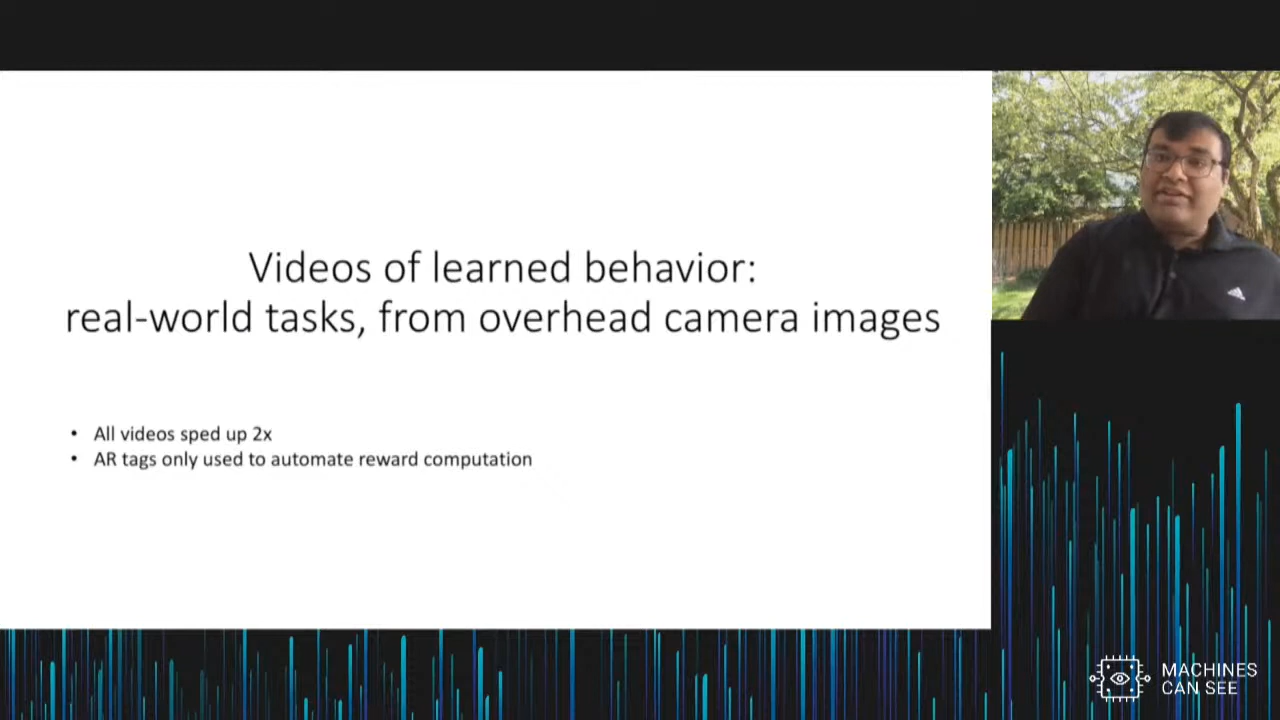 Videos of learned behavior:
real-world tasks, from overhead camera images
• All videos sped up 2x
• AR tags only used to automate reward computation
MACHINES
CAN SEE